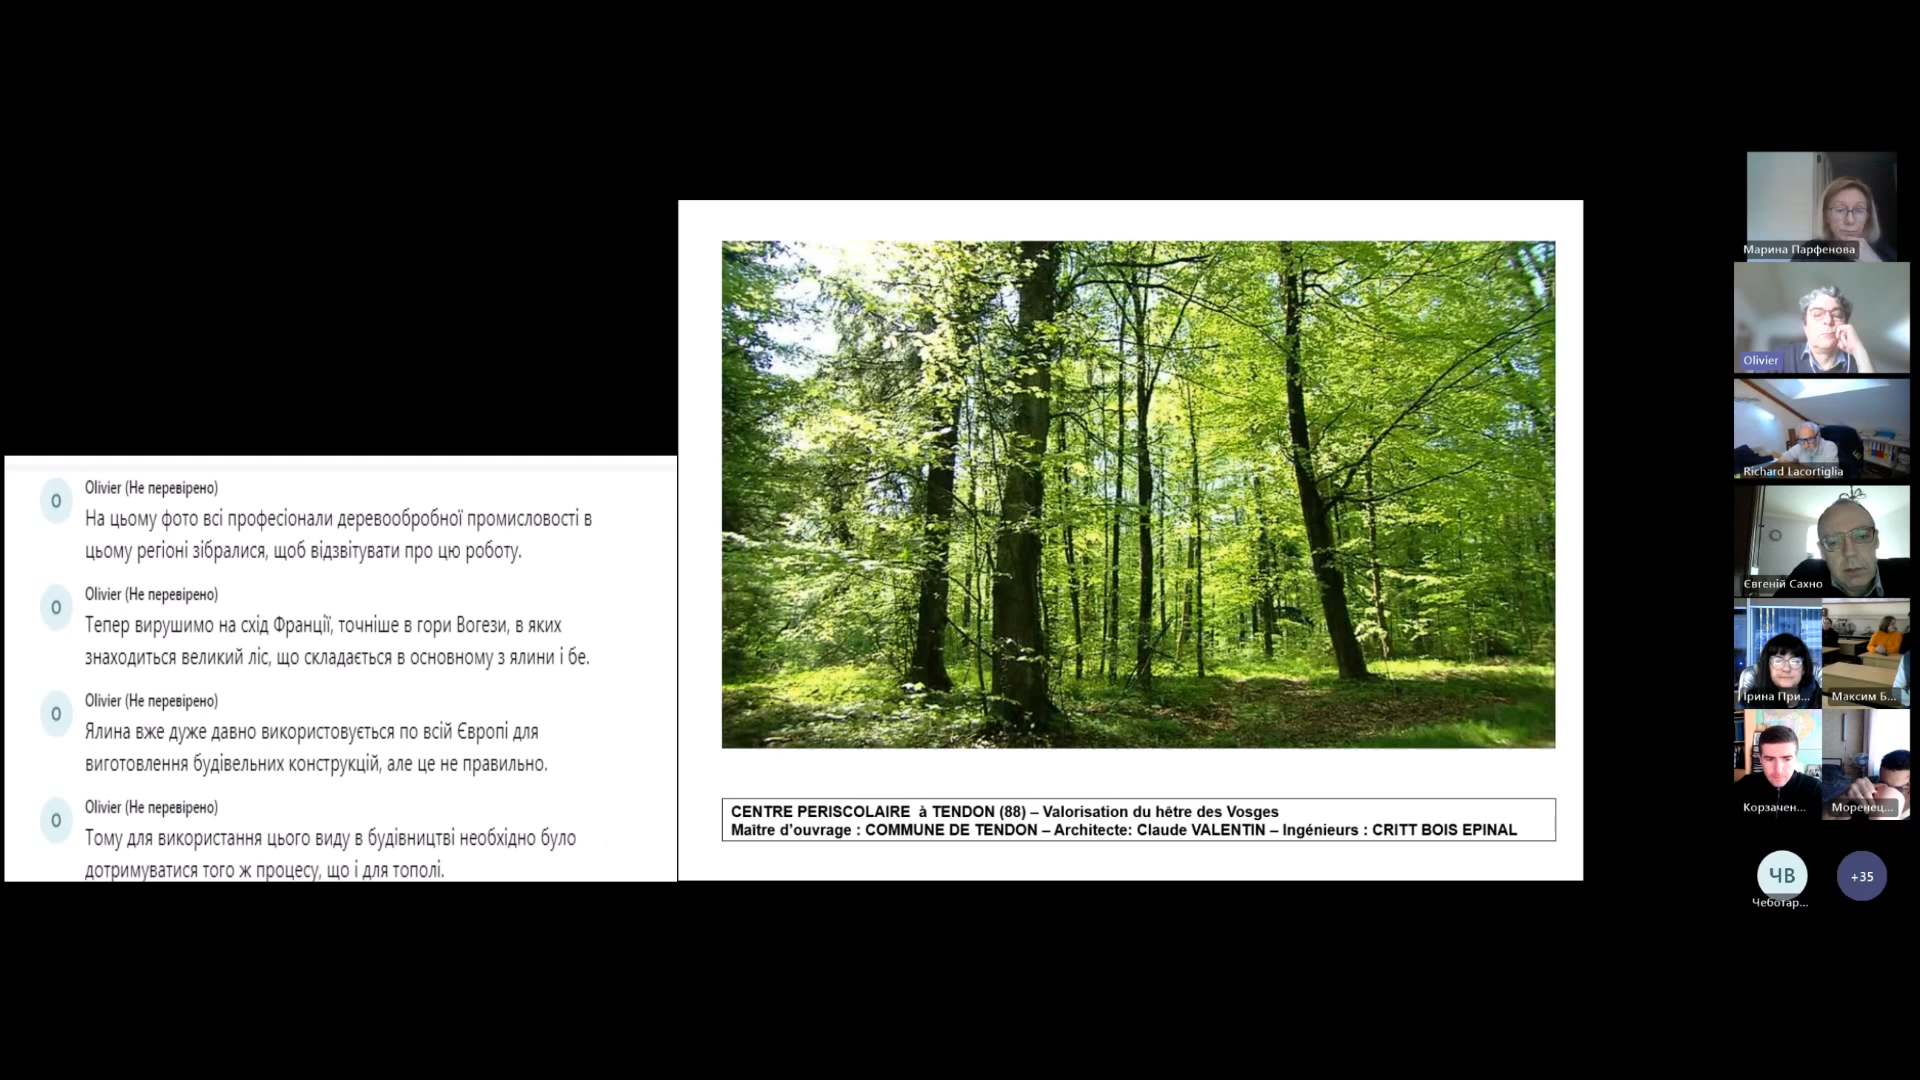 O
Olivier (Не перевірено)
На цьому фото всі професіонали деревообробної промисловості в
цьому регіоні зібралися, щоб відзвітувати про цю роботу.
O
Olivier (Не перевірено)
Тепер вирушимо на схід Франції, точніше в гори Вогези, в яких
знаходиться великий ліс, що складається в основному з ялини і бе.
O
Olivier (Не перевірено)
Ялина вже дуже давно використовується по всій Європі для
виготовлення будівельних конструкцій, але це не правильно.
O
Olivier (Не перевірено)
Тому для використання цього виду в будівництві необхідно було
дотримуватися того ж процесу, що і для тополі.
CENTRE PERISCOLAIRE à TENDON (88) – Valorisation du hêtre des Vosges
Maître d'ouvrage : COMMUNE DE TENDON – Architecte: Claude VALENTIN – Ingénieurs : CRITT BOIS EPINAL
Марина Парфенова
Olivier
Richard Lacortiglia
Євгеній Сахно
Ірина При...
Максим Б...
Корзачен...
Моренец...
ЧВ
+35
Чеботар...